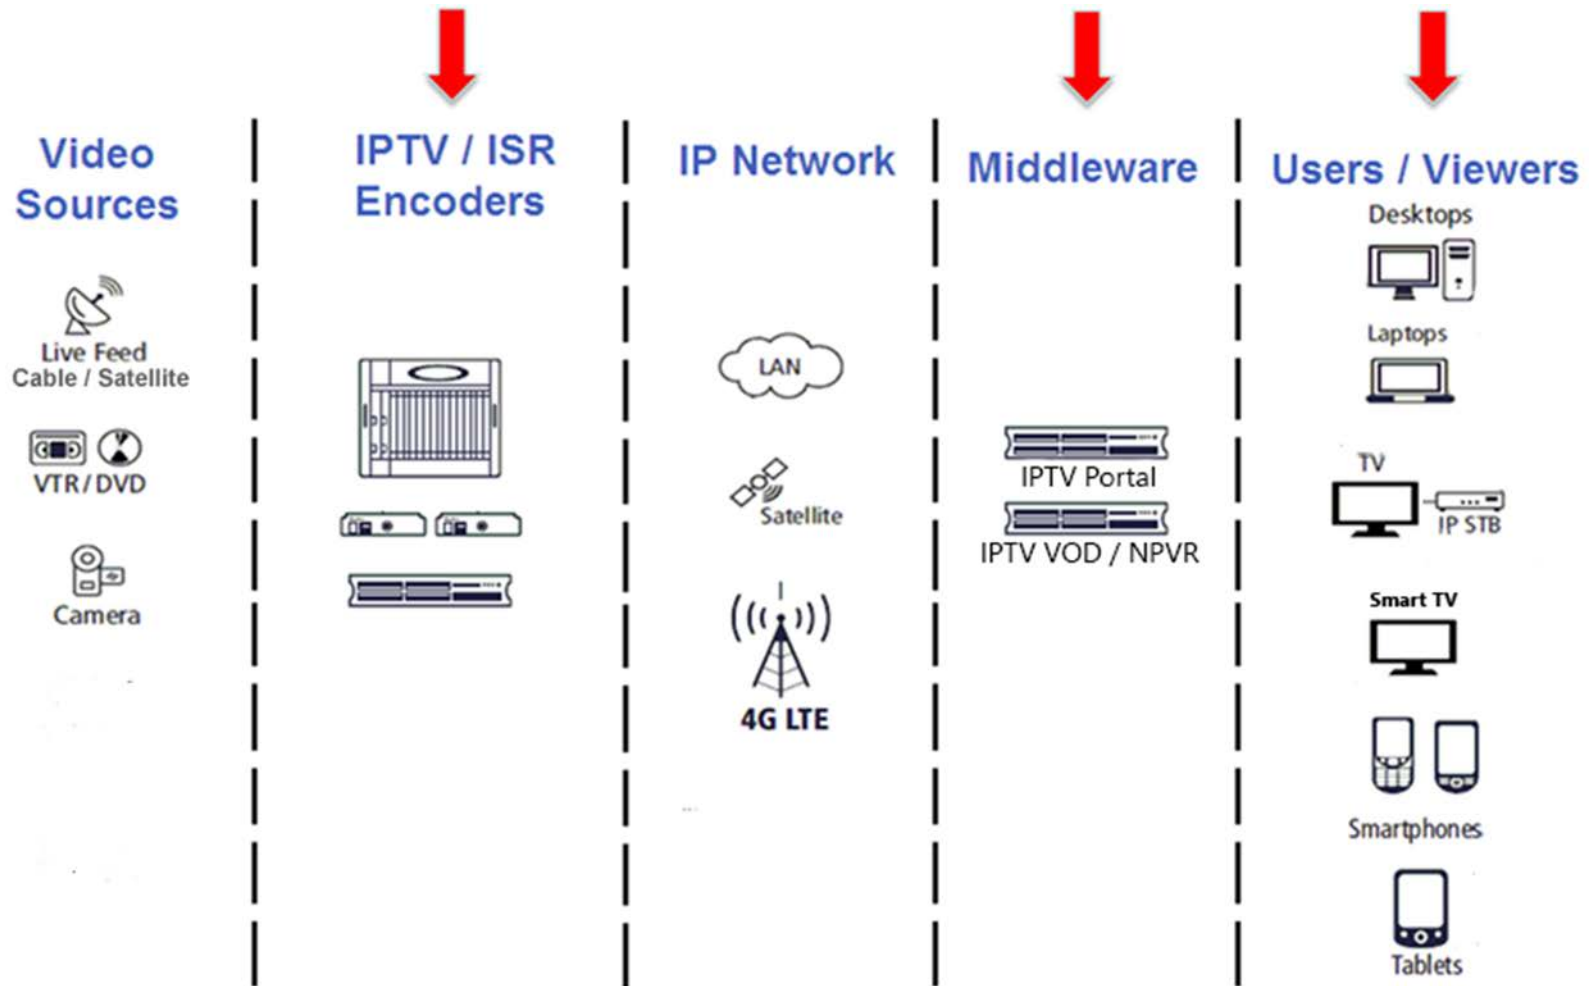 Video
Sources
Live Feed
Cable / Satellite
VTR / DVD
Camera
IPTV / ISR
Encoders
IP Network
LAN
Satellite
4G LTE
Middleware
IPTV Portal
IPTV VOD / NPVR
Users / Viewers
Desktops
Laptops
TV
IP STB
Smart TV
Smartphones
Tablets